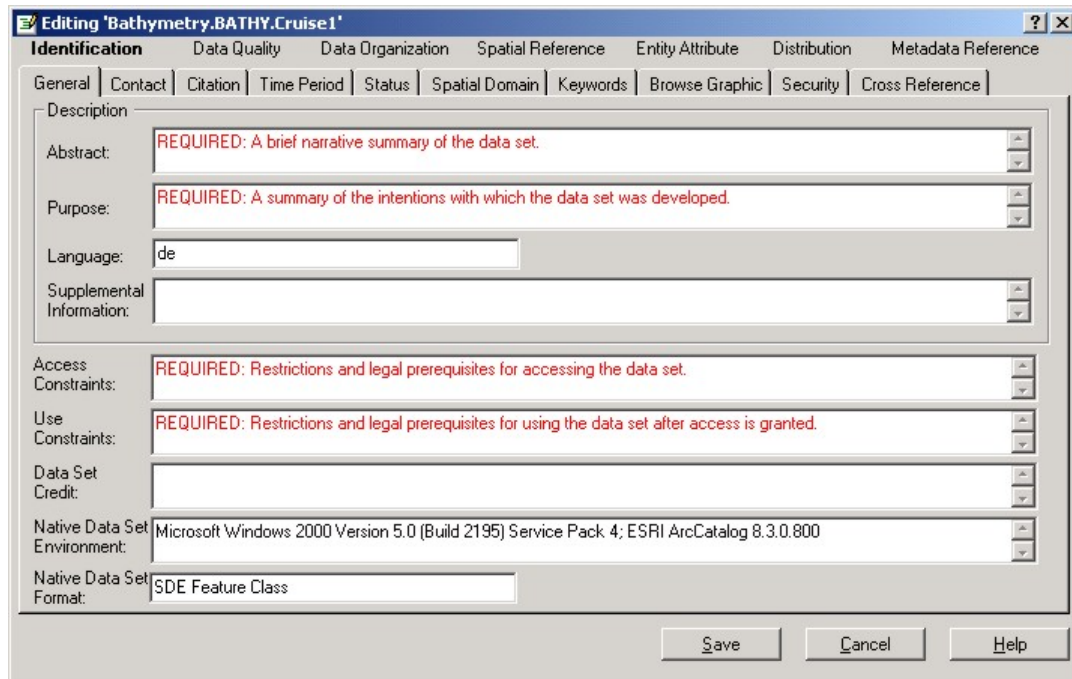 Editing 'Bathymetry.BATHY.Cruise1'
Identification Data Quality Data Organization Spatial Reference Entity Attribute Distribution Metadata Reference
General Contact Citation Time Period Status Spatial Domain Keywords Browse Graphic Security Cross Reference
Description
Abstract: REQUIRED: A brief narrative summary of the data set.
Purpose: REQUIRED: A summary of the intentions with which the data set was developed.
Language: de
Supplemental
Information:
Access
Constraints: REQUIRED: Restrictions and legal prerequisites for accessing the data set.
Use
Constraints: REQUIRED: Restrictions and legal prerequisites for using the data set after access is granted.
Data Set
Credit:
Native Data Set
Environment: Microsoft Windows 2000 Version 5.0 (Build 2195) Service Pack 4; ESRI ArcCatalog 8.3.0.800
Native Data Set
Format: SDE Feature Class
Save Cancel Help